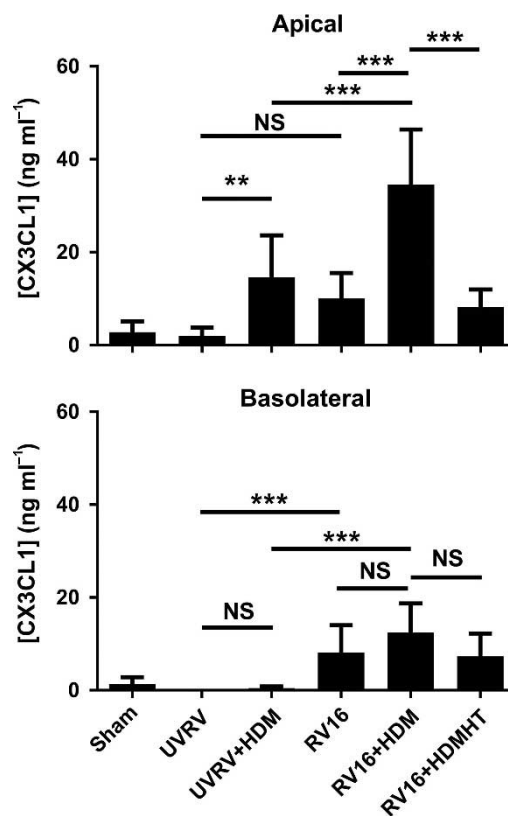 Apical
[CX3CL1] (ng ml⁻¹)
60
40
20
0
***
***
***
NS
**
Basolateral
[CX3CL1] (ng ml⁻¹)
60
40
20
0
***
***
NS
NS
NS
Sham
UVRV
UVRV+HDM
RV16
RV16+HDM
RV16+HDMHT